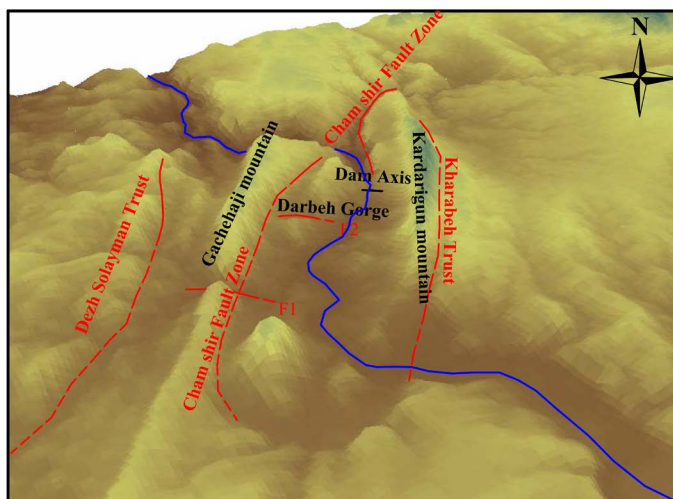 N
Cham shir Fault Zone
Gachehaji mountain
Dam Axis
Kardarigun mountain
Kharabeh Trust
Darbeh Gorge
F2
Dezh Solayman Trust
Cham shir Fault Zone
F1